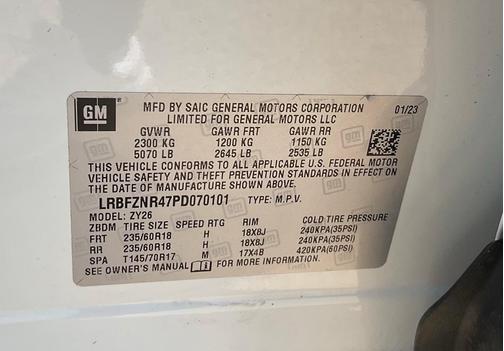 GM
MFD BY SAIC GENERAL MOTORS CORPORATION 01/23
LIMITED FOR GENERAL MOTORS LLC
GVWR GAWR FRT GAWR RR
2300 KG 1200 KG 1150 KG
5070 LB 2645 LB 2535 LB
THIS VEHICLE CONFORMS TO ALL APPLICABLE U.S. FEDERAL MOTOR
VEHICLE SAFETY AND THEFT PREVENTION STANDARDS IN EFFECT ON
THE DATE OF MANUFACTURE SHOWN ABOVE.
LRBFZNR47PD070101 TYPE: M.P.V.
MODEL: ZY26
ZBDM TIRE SIZE SPEED RTG RIM COLD TIRE PRESSURE
FRT 235/60R18 H 18X8J 240KPA(35PSI)
RR 235/60R18 H 18X8J 240KPA(35PSI)
SPA T145/70R17 M 17X4B 420KPA(60PSI)
SEE OWNER'S MANUAL FOR ADDITIONAL INFORMATION.